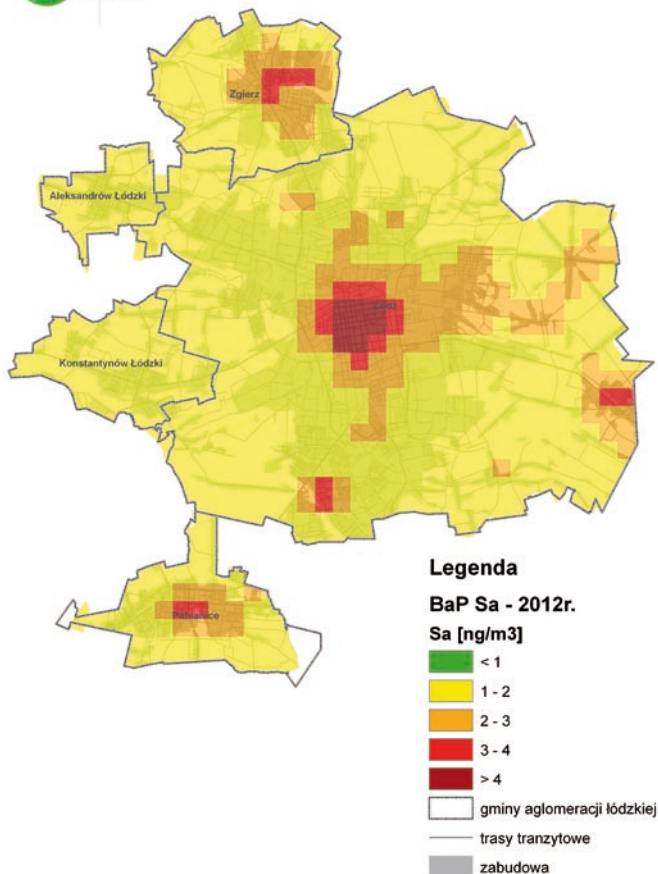 Zgierz
Aleksandrów Łódzki
Łódź
Konstantynów Łódzki
Pabianice
Legenda
BaP Sa - 2012r.
Sa [ng/m3]
< 1
1 - 2
2 - 3
3 - 4
> 4
gminy aglomeracji łódzkiej
trasy tranzytowe
zabudowa